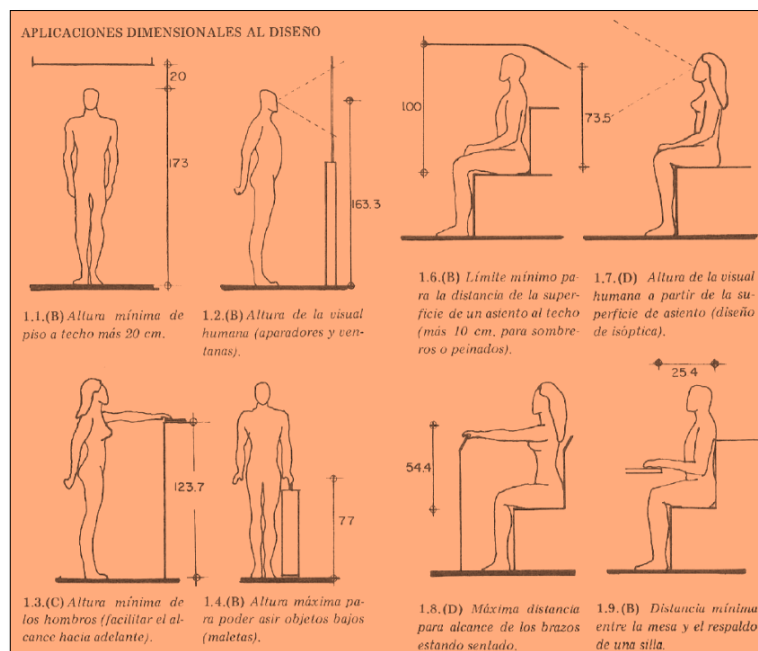 APLICACIONES DIMENSIONALES AL DISEÑO
20
173
1.1.(B) Altura mínima de
piso a techo más 20 cm.
163.3
1.2.(B) Altura de la visual
humana (aparadores y ven-
tanas).
100
1.6.(B) Límite mínimo pa-
ra la distancia de la super-
ficie de un asiento al techo
(más 10 cm. para sombre-
ros o peinados).
73.5
1.7.(D) Altura de la visual
humana a partir de la su-
perficie de asiento (diseño
de isóptica).
123.7
1.3.(C) Altura mínima de
los hombros (facilitar el al-
cance hacia adelante).
77
1.4.(B) Altura máxima pa-
ra poder asir objetos bajos
(maletas).
54.4
1.8.(D) Máxima distancia
para alcance de los brazos
estando sentado.
25.4
1.9.(B) Distancia mínima
entre la mesa y el respaldo
de una silla.